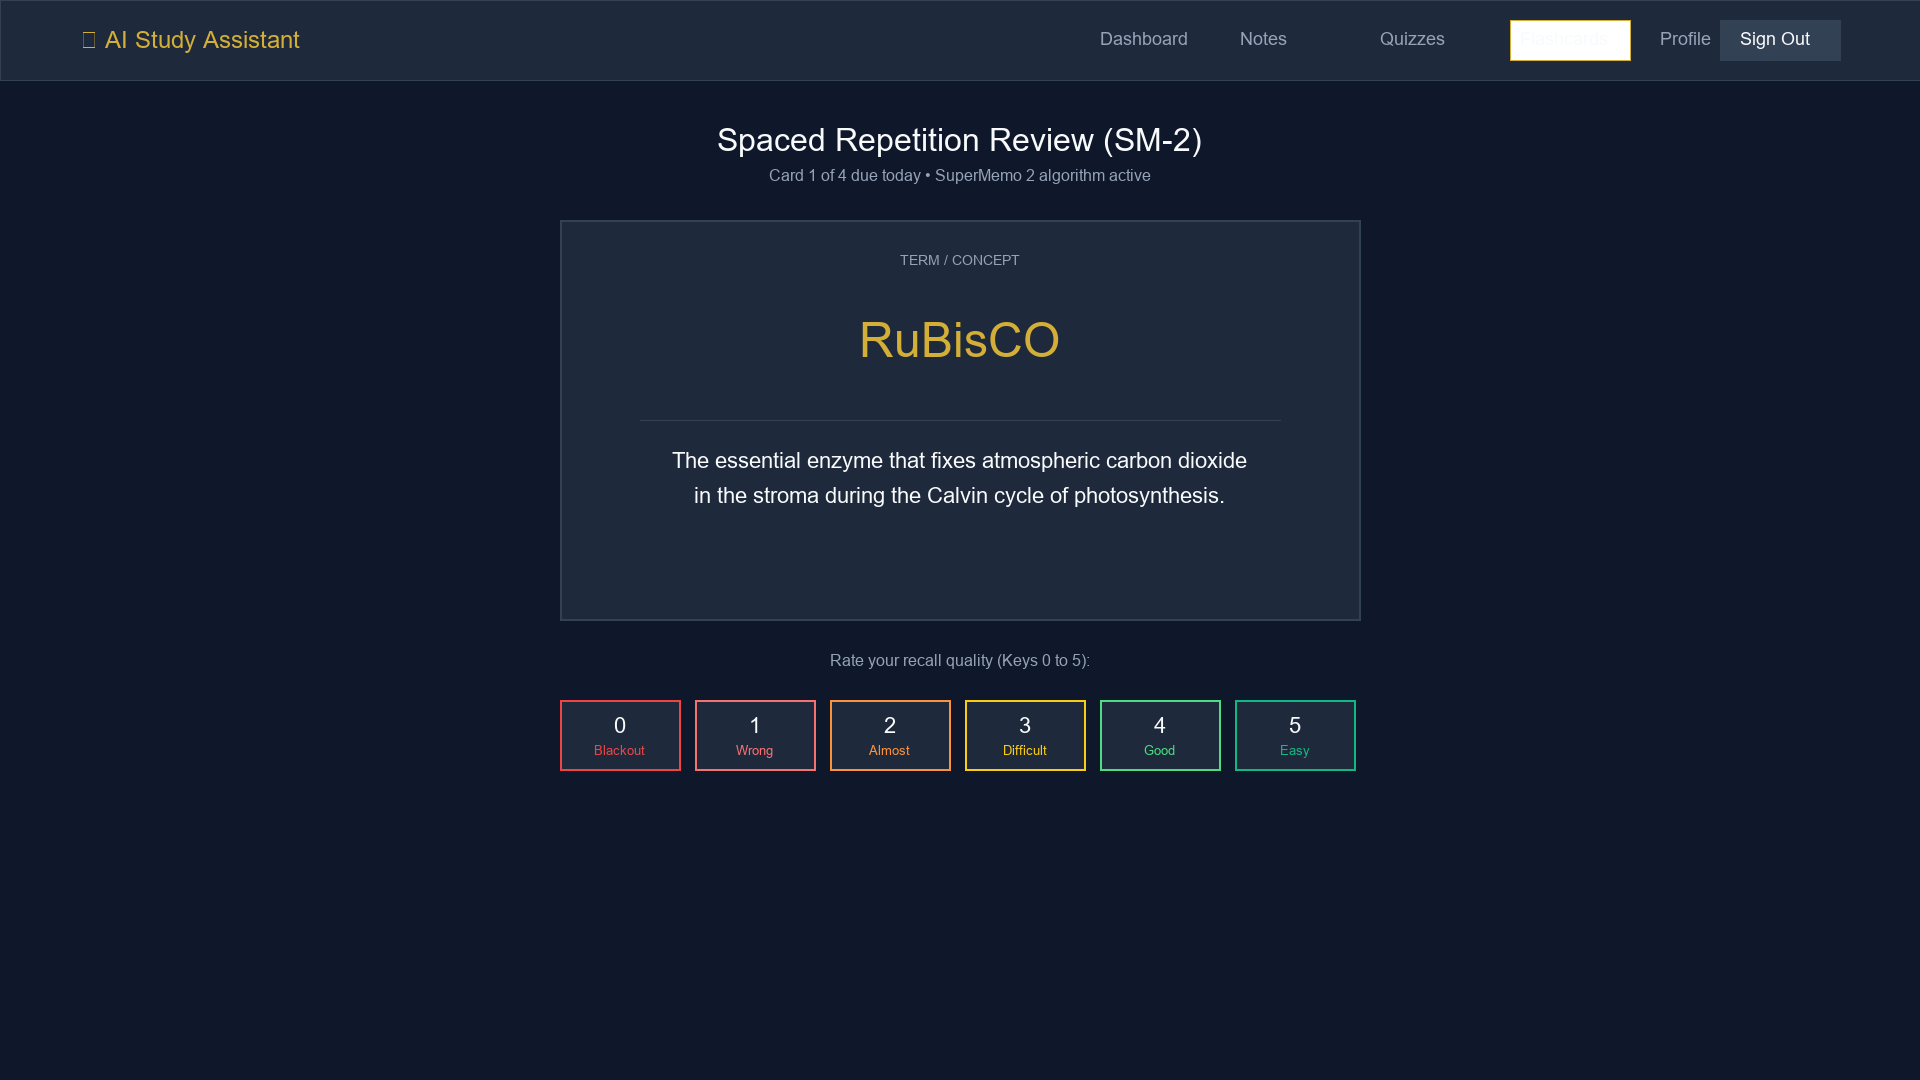 AI Study Assistant
Dashboard
Notes
Quizzes
Profile
Sign Out
Spaced Repetition Review (SM-2)
Card 1 of 4 due today • SuperMemo 2 algorithm active
TERM / CONCEPT
RuBisCO
The essential enzyme that fixes atmospheric carbon dioxide
in the stroma during the Calvin cycle of photosynthesis.
Rate your recall quality (Keys 0 to 5):
0
Blackout
1
Wrong
2
Almost
3
Difficult
4
Good
5
Easy